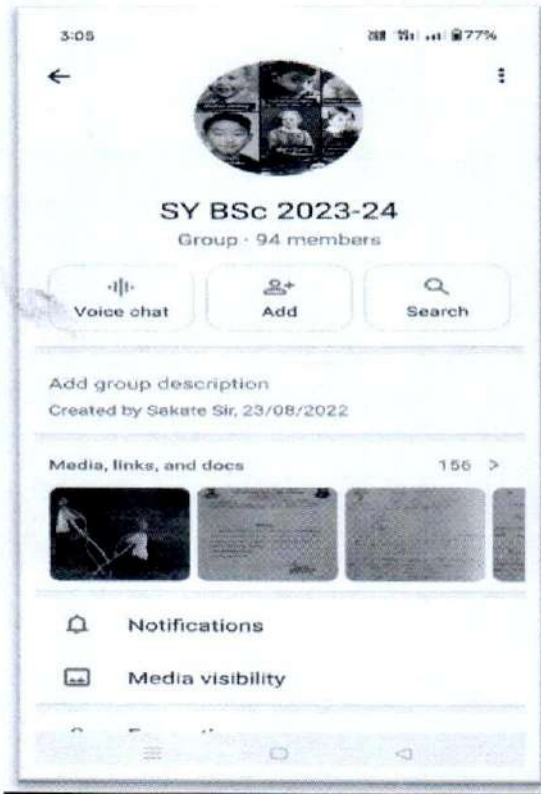 3:05 77%
SY BSc 2023-24
Group · 94 members
Voice chat Add Search
Add group description
Created by Sakate Sir, 23/08/2022
Media, links, and docs 156 >
Notifications
Media visibility